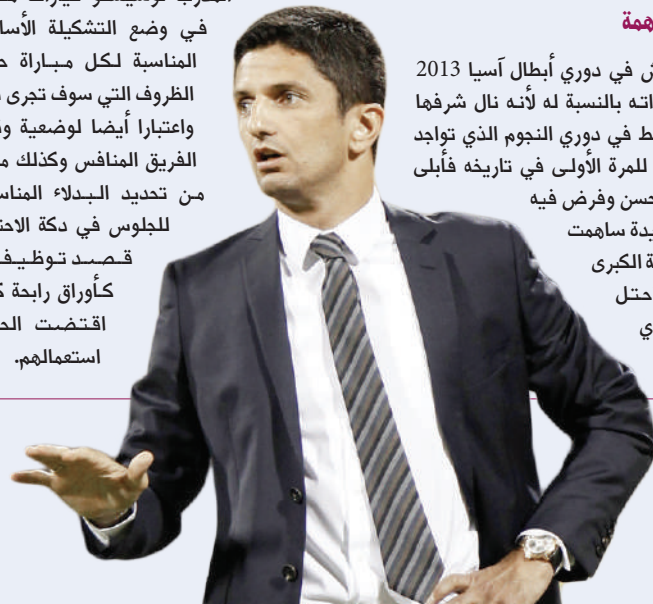 همة
ش في دوري أبطال آسيا 2013
اته بالنسبة له لأنه نال شرفها
ط في دوري النجوم الذي تواجد
للمرة الأولى في تاريخه فأبلى
حسن وفرض فيه
يدة ساهمت
ة الكبرى
حتل
ي
في وضع التشكيلة الأسا
المناسبة لكل مباراة ح
الظروف التي سوف تجرى
واعتبارا أيضا لوضعية و
الفريق المنافس وكذلك م
من تحديد البدلاء المناس
للجلوس في دكة الاحت
قصد توظيف
كأوراق رابحة ك
اقتضت الح
استعمالهم.